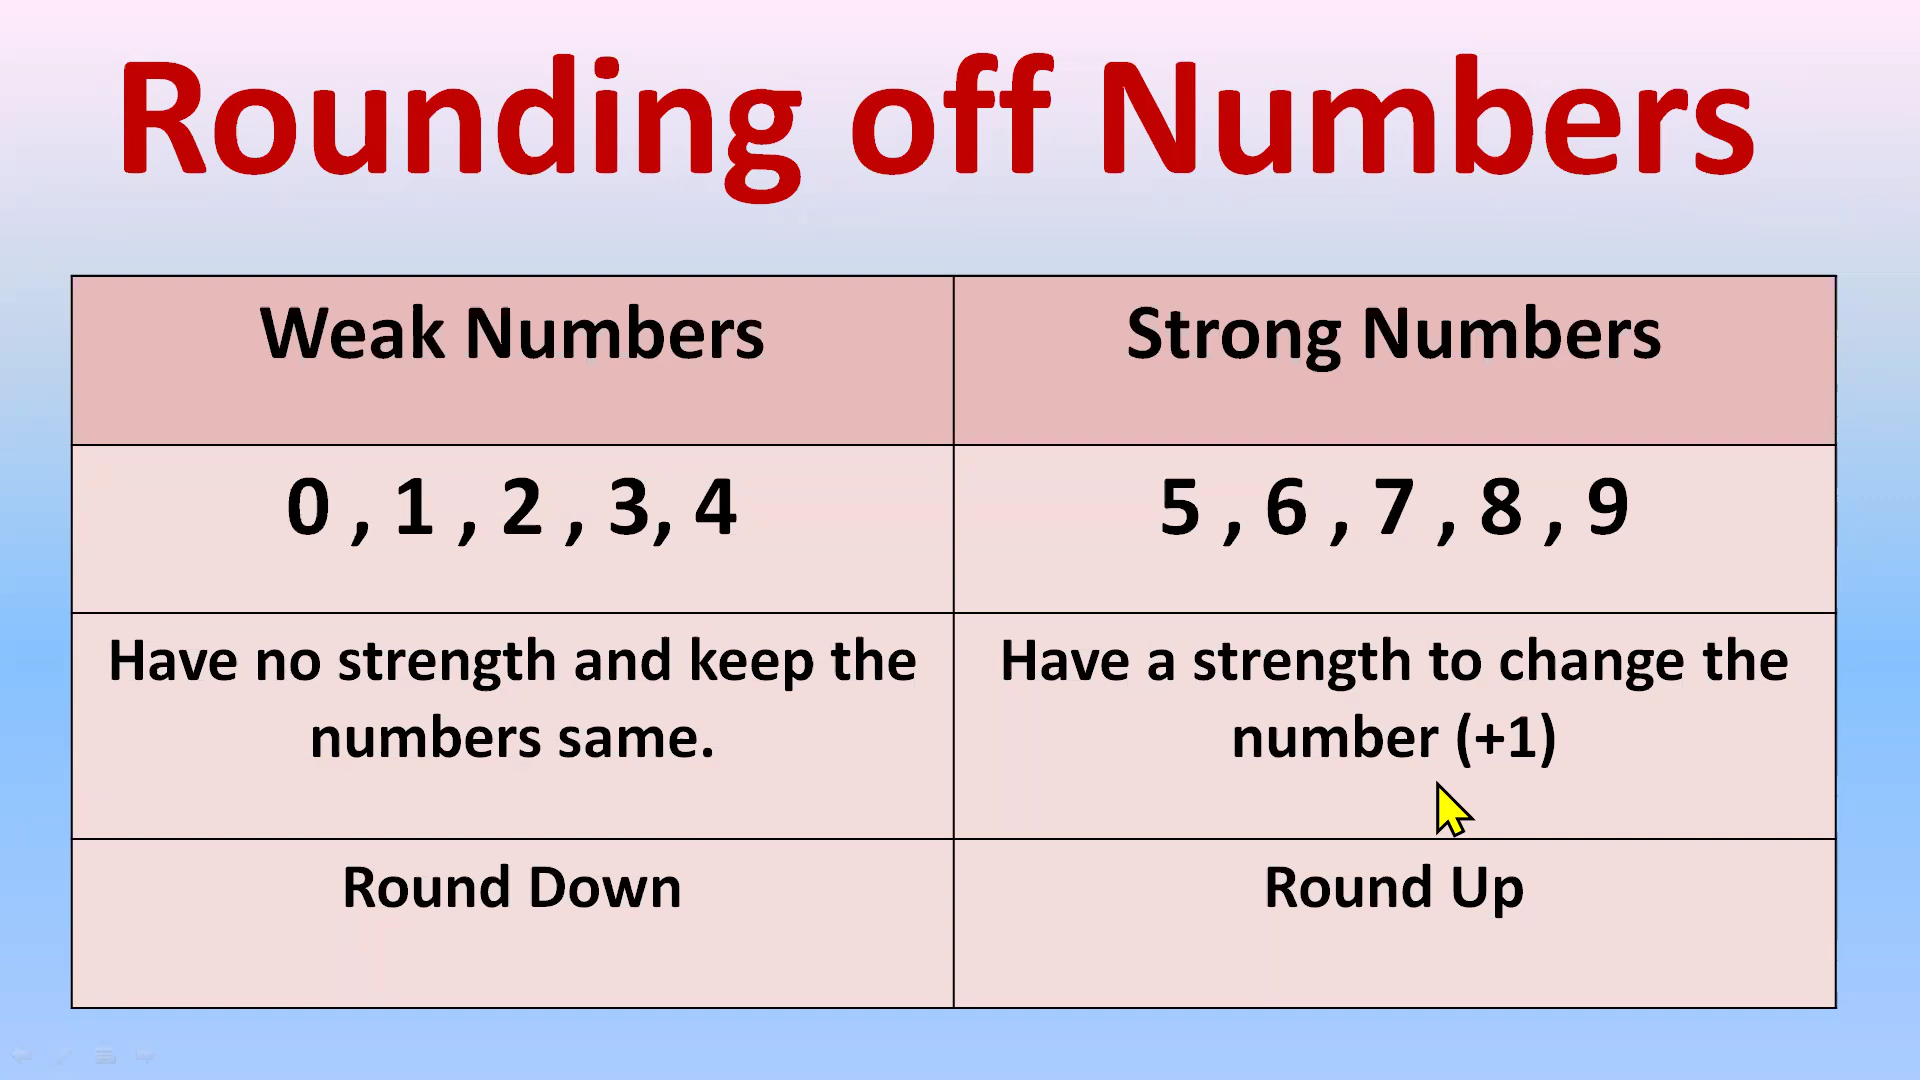 Rounding off Numbers
Weak Numbers
Strong Numbers
0 , 1 , 2 , 3, 4
5 , 6 , 7 , 8 , 9
Have no strength and keep the
numbers same.
Have a strength to change the
number (+1)
Round Down
Round Up